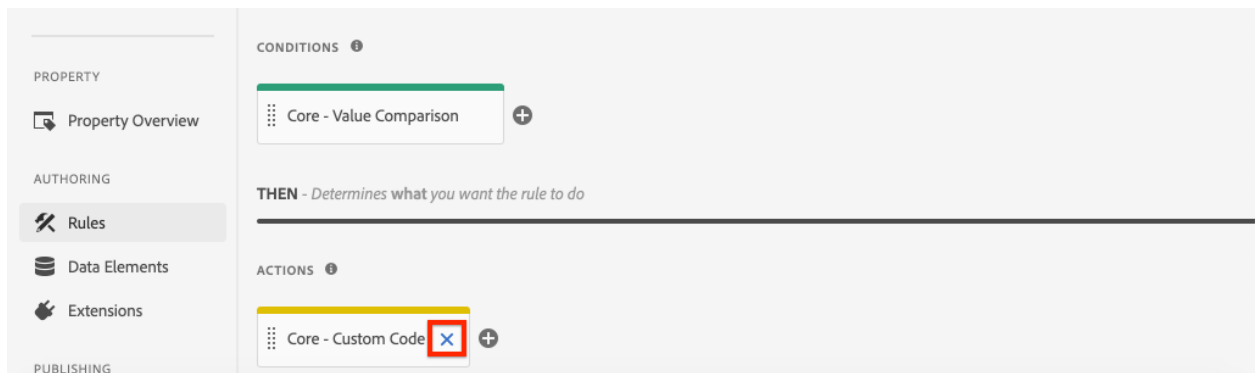 PROPERTY
Property Overview
AUTHORING
Rules
Data Elements
Extensions
PUBLISHING
CONDITIONS
Core - Value Comparison
THEN - Determines what you want the rule to do
ACTIONS
Core - Custom Code